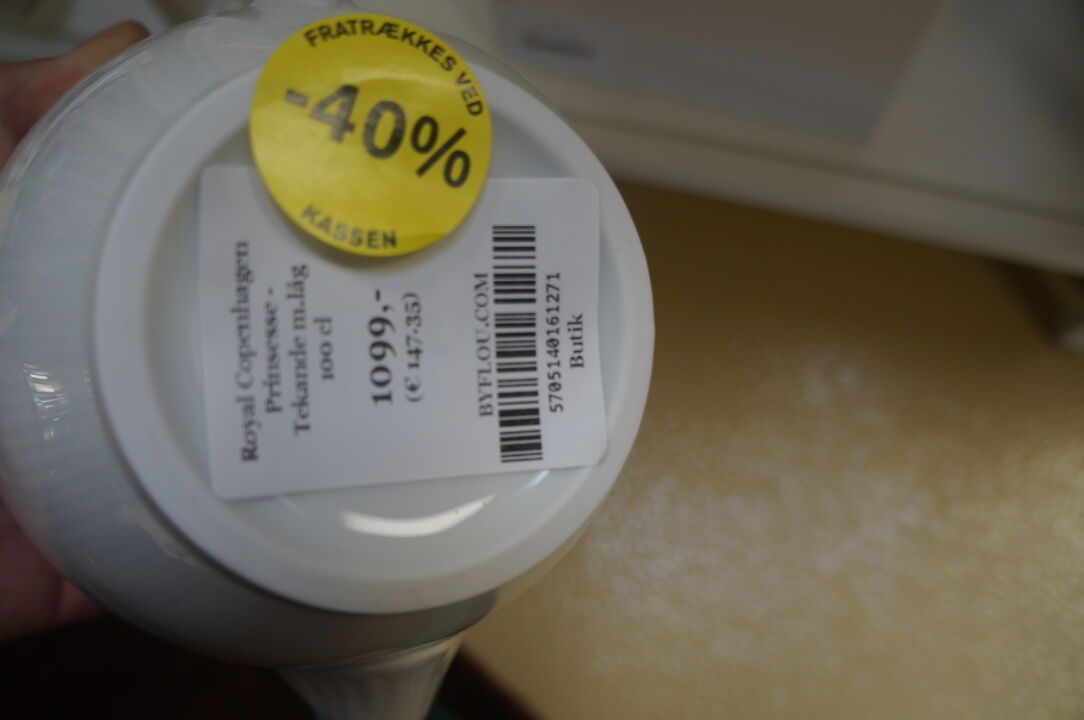 FRATRÆKKES VED
-40%
KASSEN
Royal Copenhagen
Prinsesse -
Tekande m.låg
100 cl
1099,-
(€ 147.35)
BYFLOU.COM
5705140161271
Butik